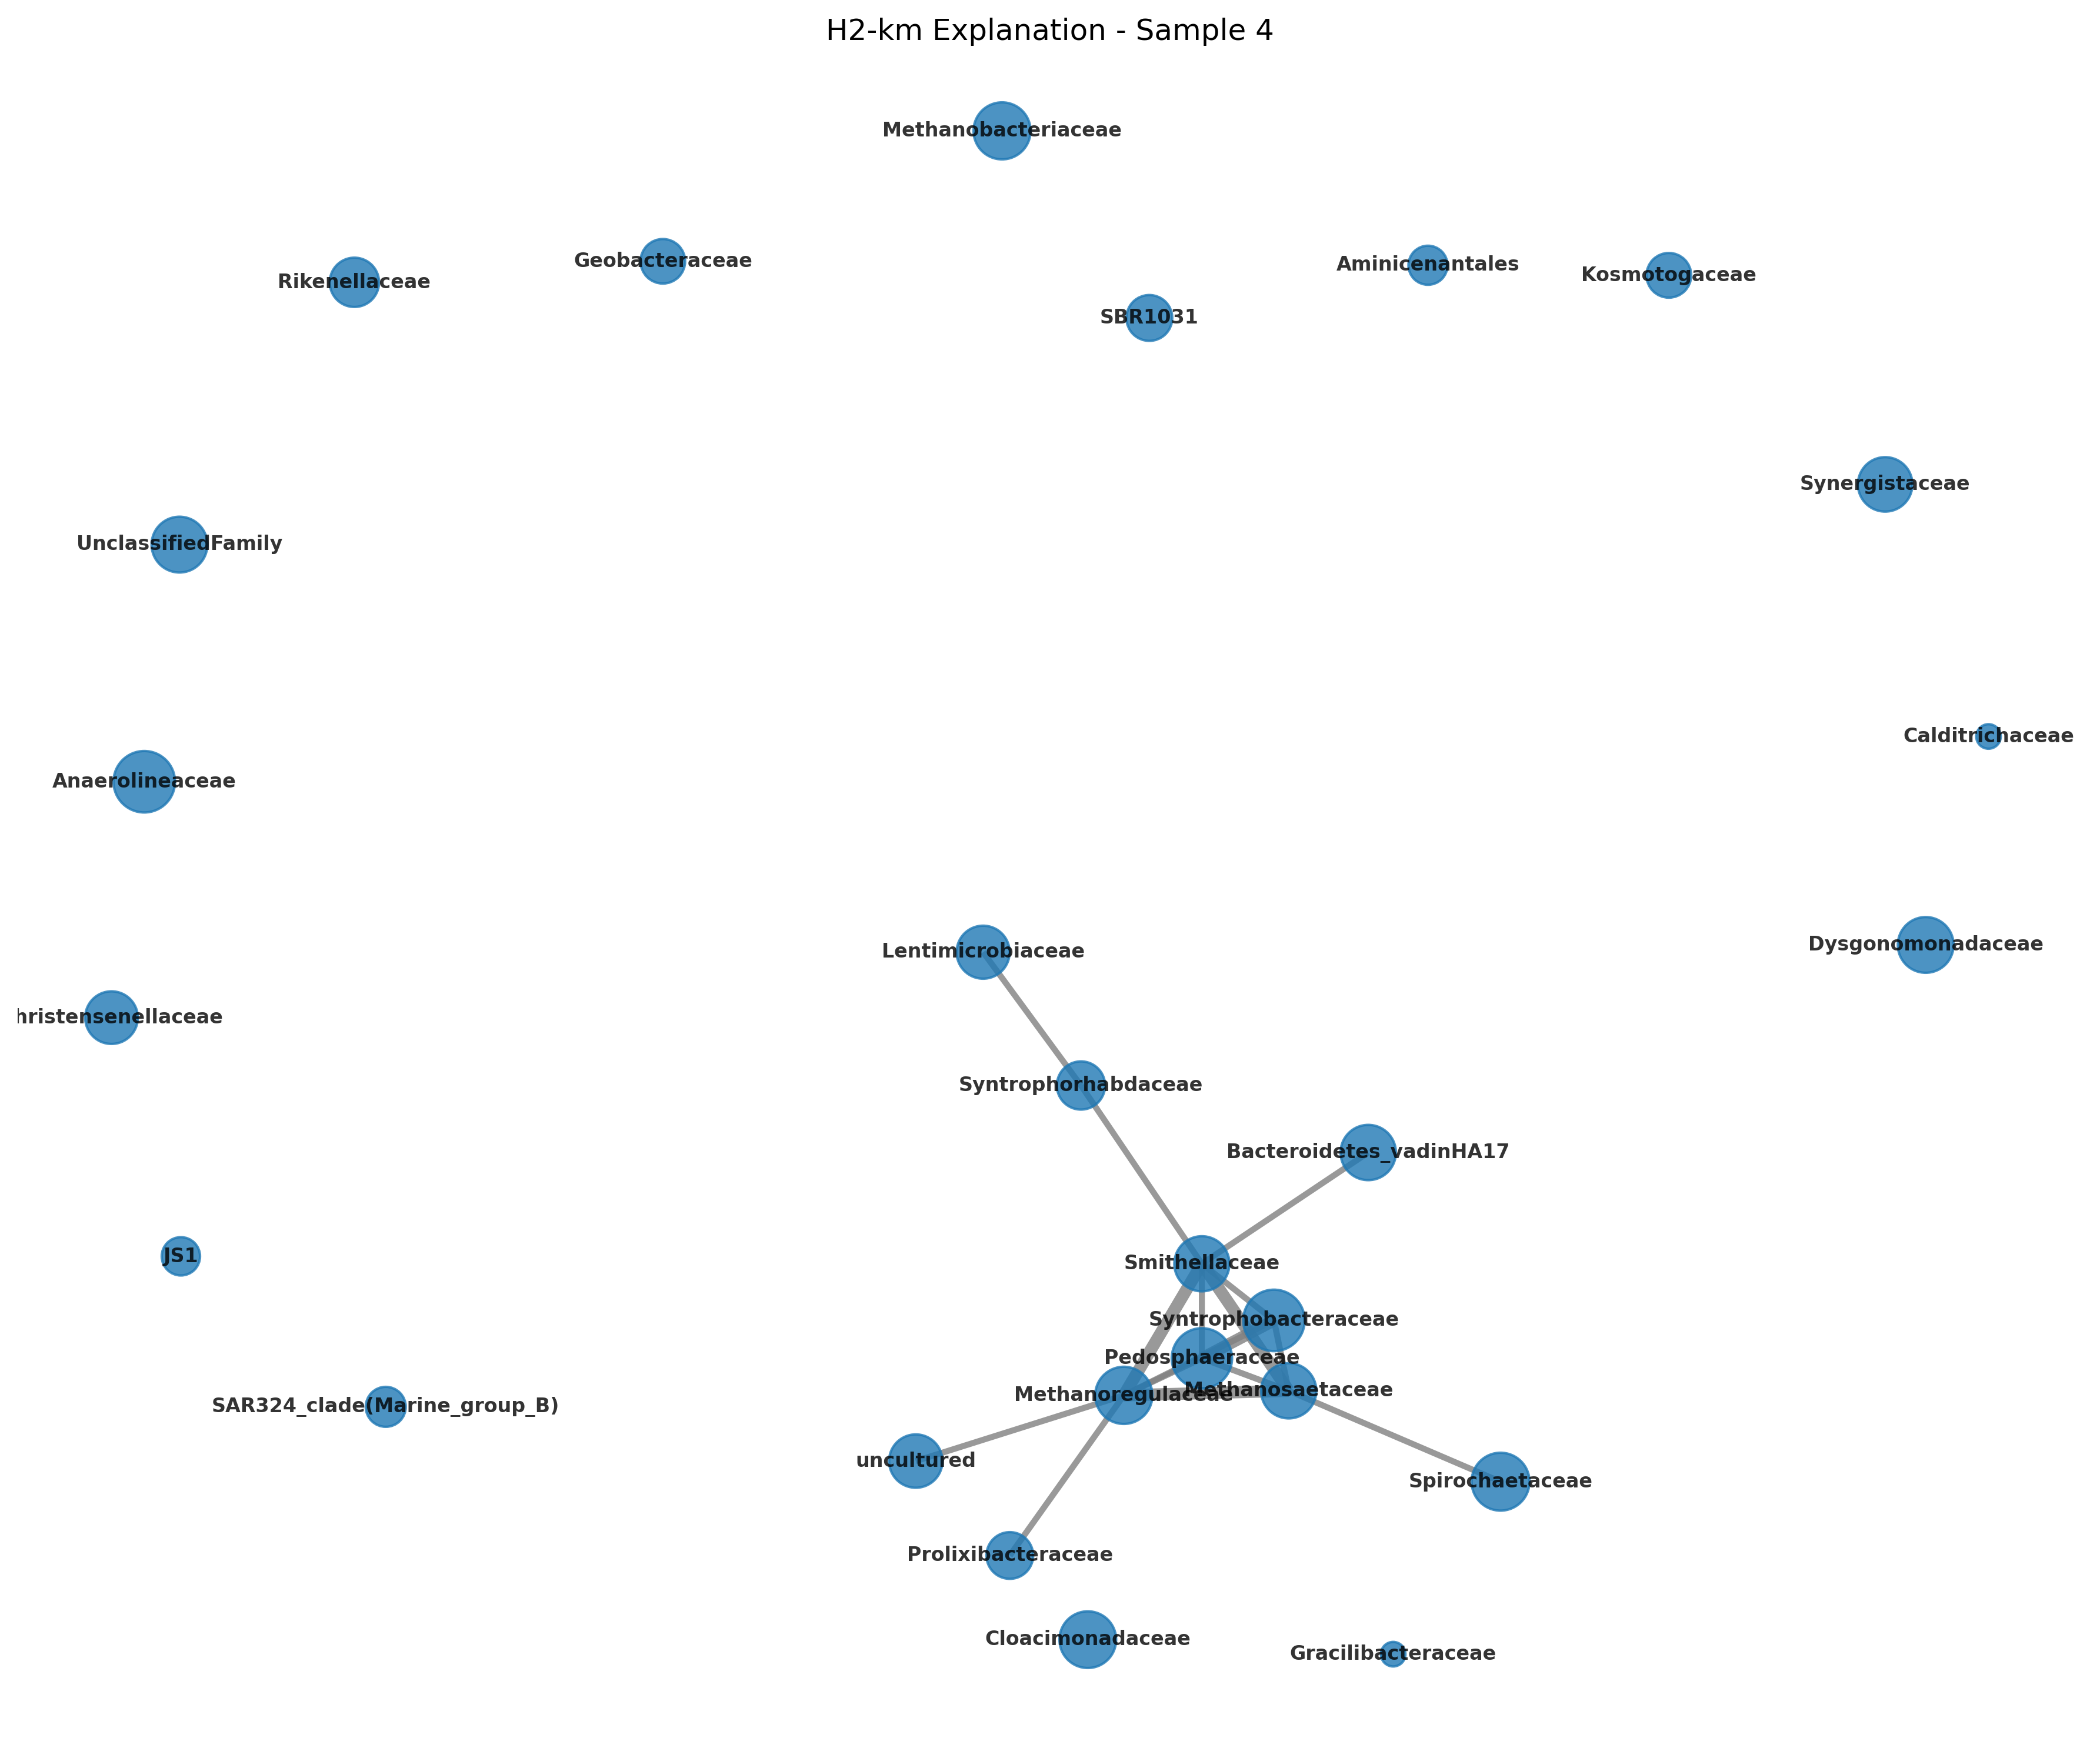 H2-km Explanation - Sample 4
Methanobacteriaceae
Geobacteraceae
Aminicenantales
Kosmotogaceae
Rikenellaceae
SBR1031
Synergistaceae
UnclassifiedFamily
Calditrichaceae
Anaerolineaceae
Dysgonomonadaceae
Lentimicrobiaceae
hristensenellaceae
Syntrophorhabdaceae
Bacteroidetes_vadinHA17
JS1
Smithellaceae
Syntrophobacteraceae
Pedosphaeraceae
Methanosaetaceae
Methanoregulaceae
SAR324_clade(Marine_group_B)
uncultured
Spirochaetaceae
Prolixibacteraceae
Cloacimonadaceae
Gracilibacteraceae